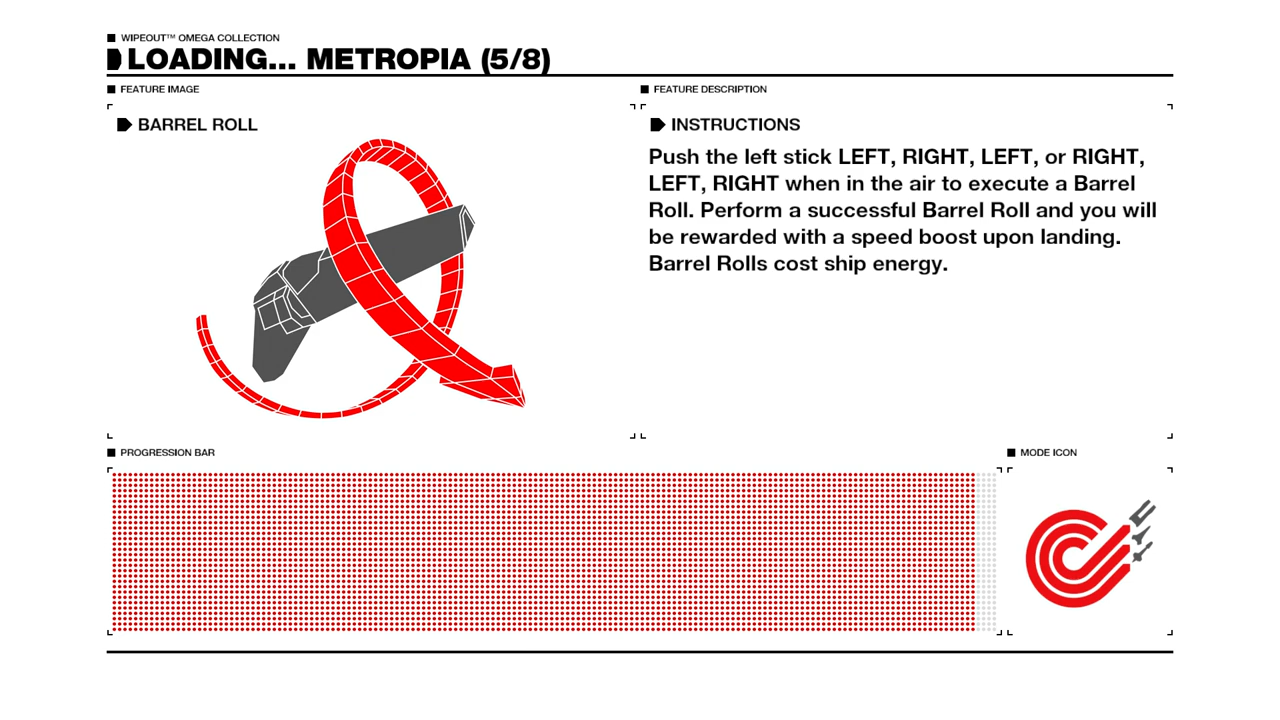 WIPEOUT™ OMEGA COLLECTION
LOADING... METROPIA (5/8)
FEATURE IMAGE
BARREL ROLL
FEATURE DESCRIPTION
INSTRUCTIONS
Push the left stick LEFT, RIGHT, LEFT, or RIGHT,
LEFT, RIGHT when in the air to execute a Barrel
Roll. Perform a successful Barrel Roll and you will
be rewarded with a speed boost upon landing.
Barrel Rolls cost ship energy.
PROGRESSION BAR
MODE ICON